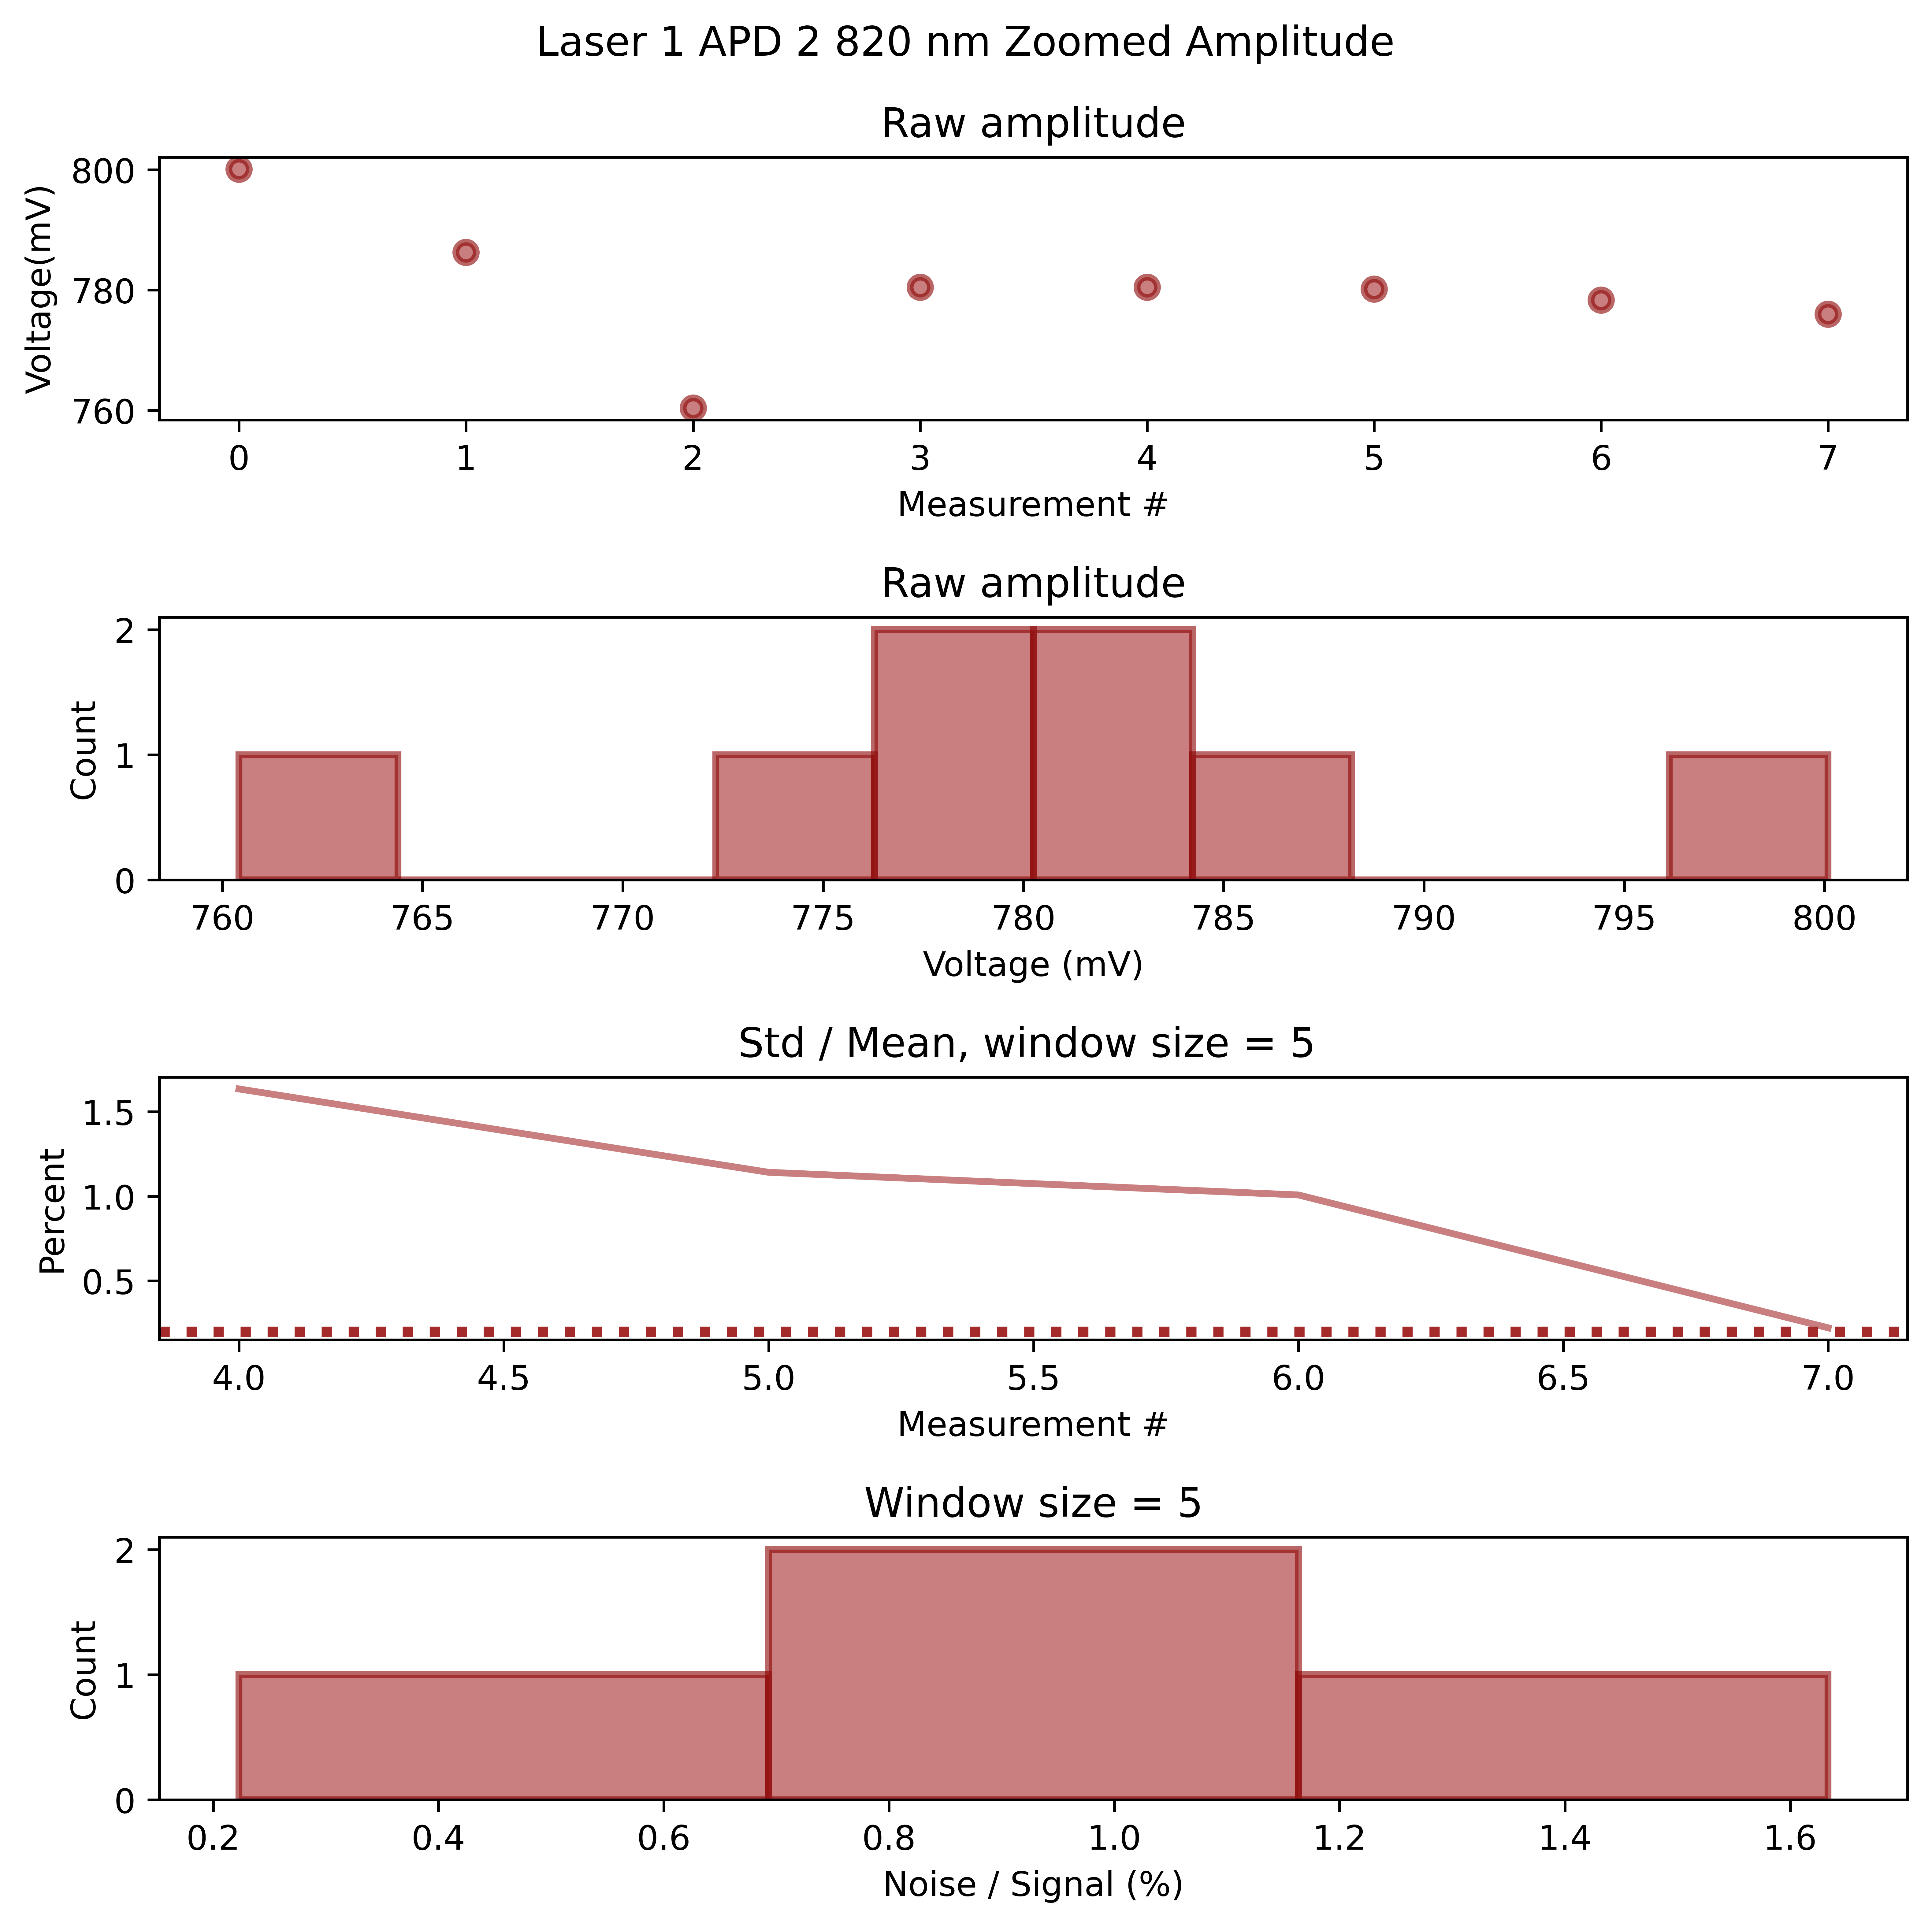 Laser 1 APD 2 820 nm Zoomed Amplitude
Raw amplitude
Voltage(mV)
800
780
760
0 1 2 3 4 5 6 7
Measurement #
Raw amplitude
Count
2
1
0
760 765 770 775 780 785 790 795 800
Voltage (mV)
Std / Mean, window size = 5
Percent
1.5
1.0
0.5
4.0 4.5 5.0 5.5 6.0 6.5 7.0
Measurement #
Window size = 5
Count
2
1
0
0.2 0.4 0.6 0.8 1.0 1.2 1.4 1.6
Noise / Signal (%)